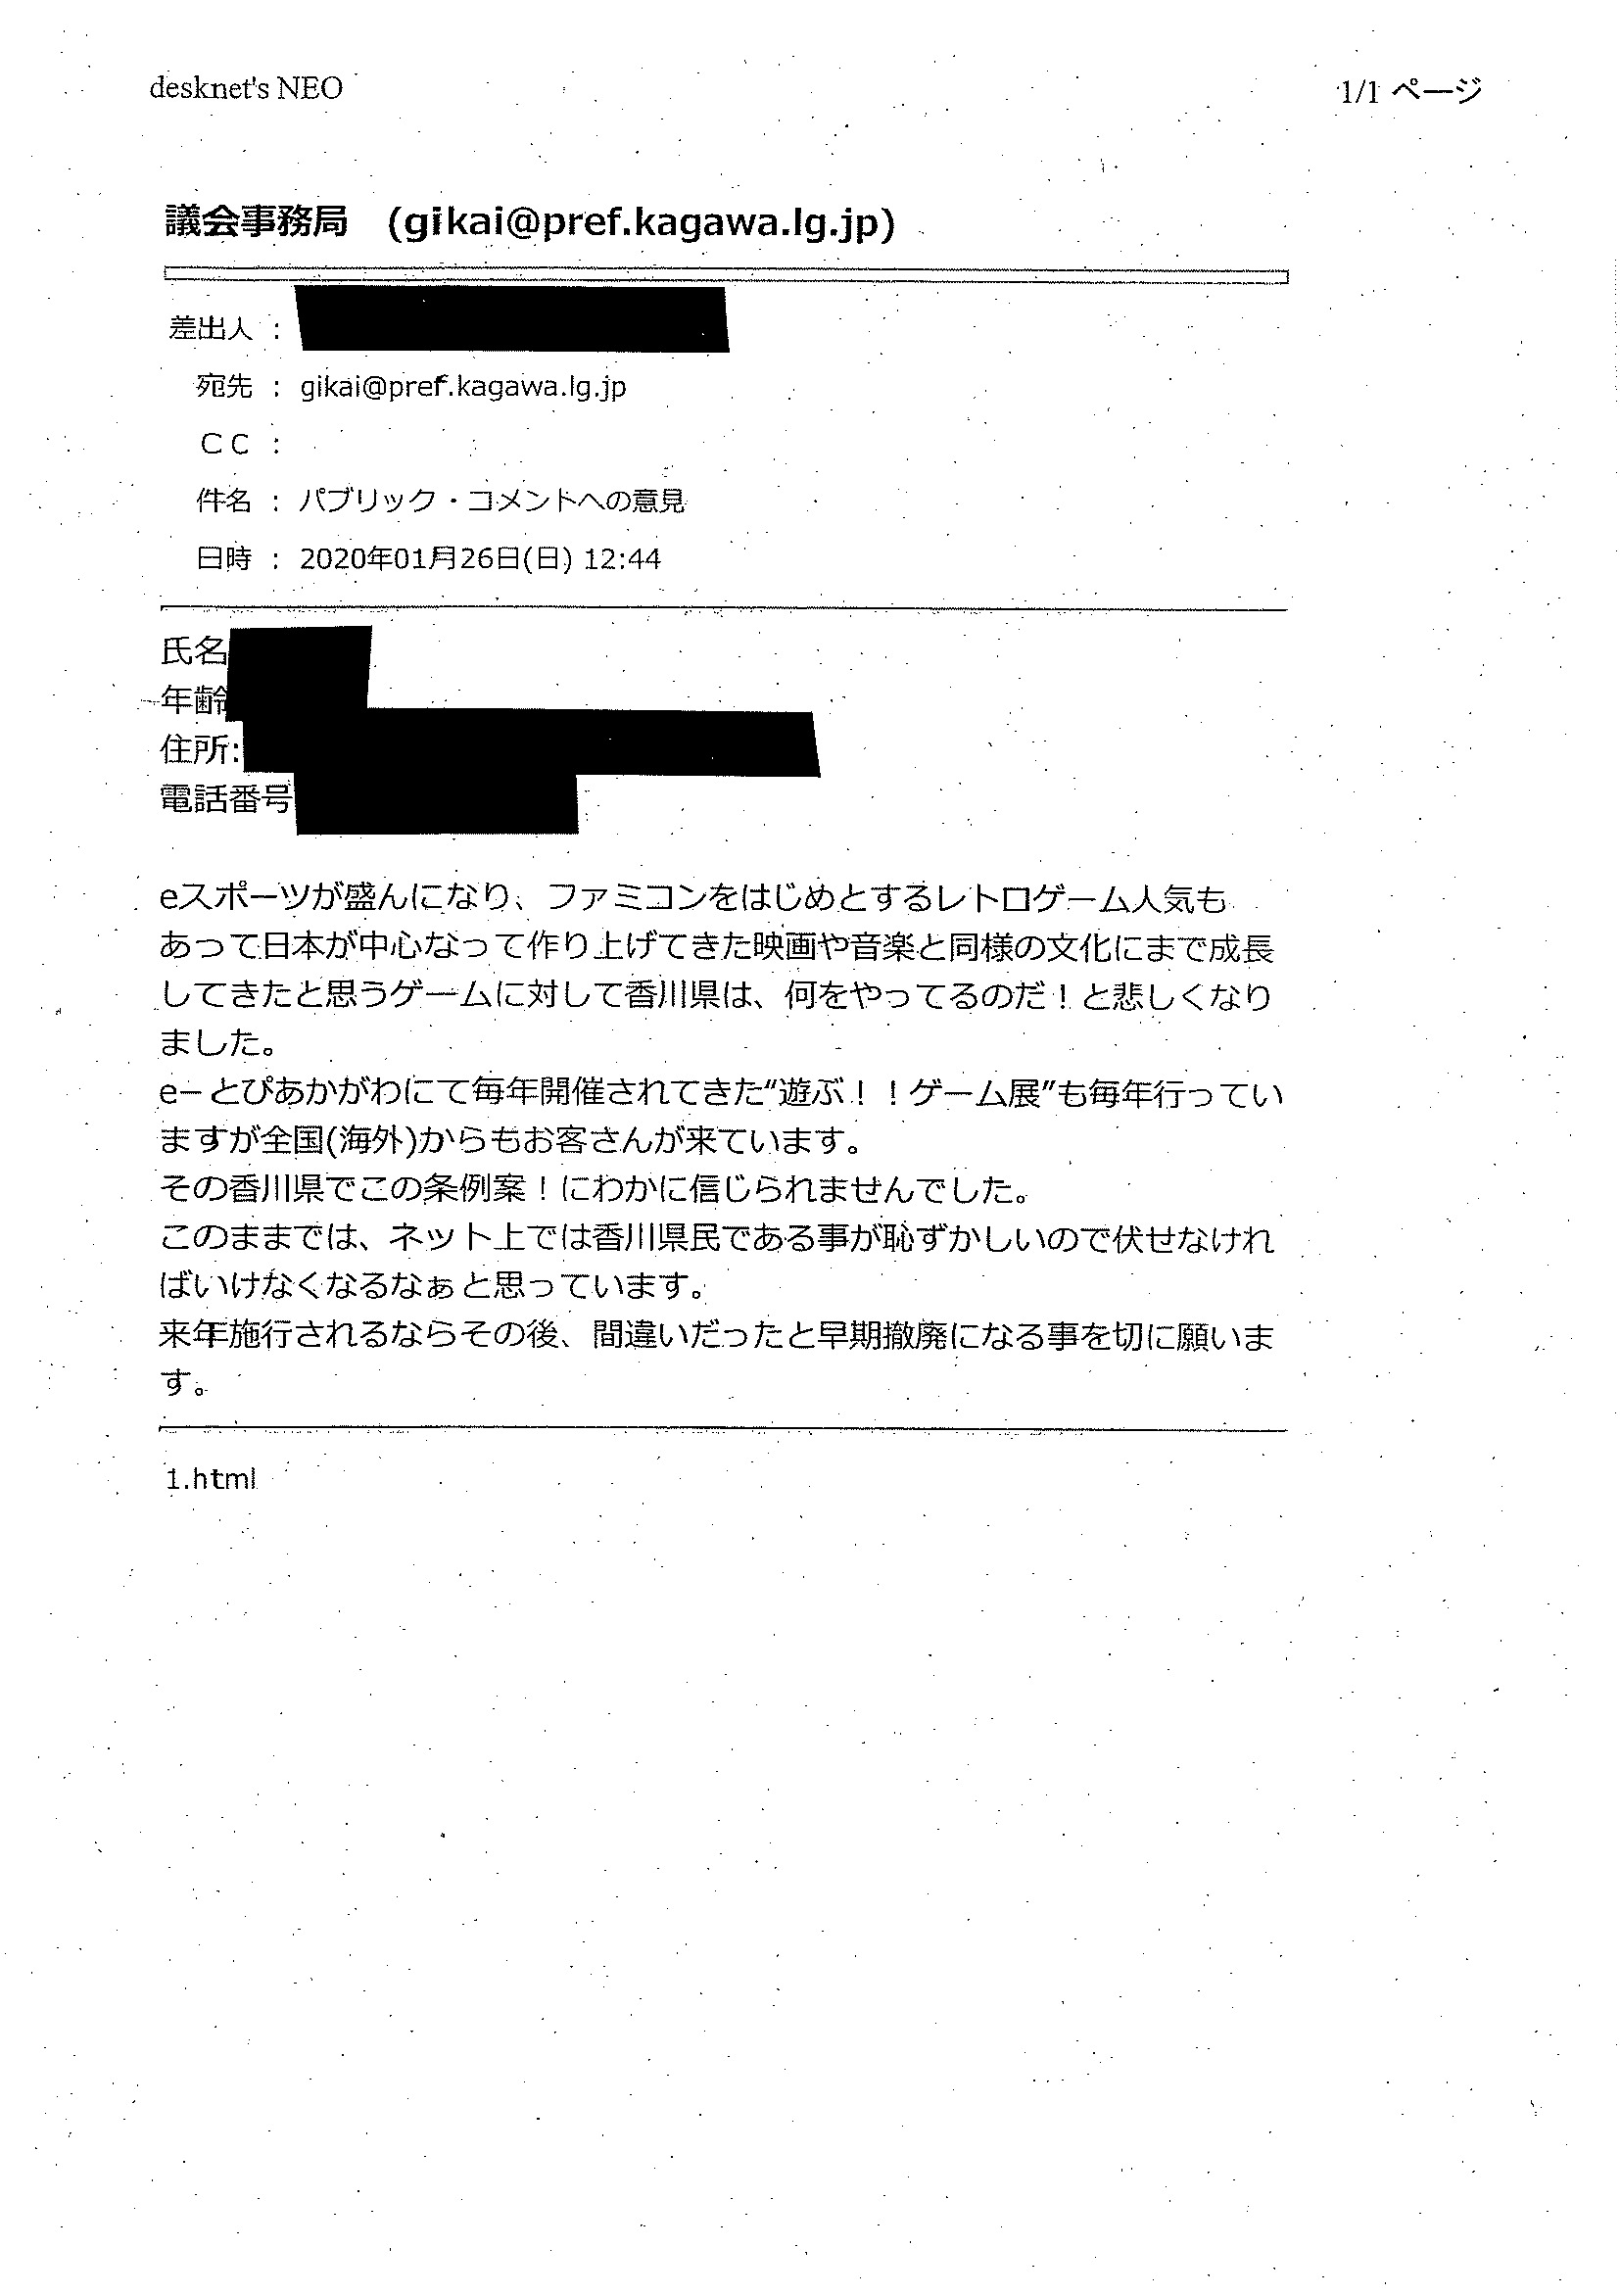 desknet's NEO
1/1 ページ
議会事務局 (gikai@pref.kagawa.lg.jp)
差出人 :
宛先 : gikai@pref.kagawa.lg.jp
ＣＣ :
件名 : パブリック・コメントへの意見
日時 : 2020年01月26日(日) 12:44
氏名
年齢
住所:
電話番号
eスポーツが盛んになり、ファミコンをはじめとするレトロゲーム人気も
あって日本が中心なって作り上げてきた映画や音楽と同様の文化にまで成長
してきたと思うゲームに対して香川県は、何をやってるのだ！と悲しくなり
ました。
e－とぴあかがわにて毎年開催されてきた“遊ぶ！！ゲーム展”も毎年行ってい
ますが全国(海外)からもお客さんが来ています。
その香川県でこの条例案！にわかに信じられませんでした。
このままでは、ネット上では香川県民である事が恥ずかしいので伏せなけれ
ばいけなくなるなぁと思っています。
来年施行されるならその後、間違いだったと早期撤廃になる事を切に願いま
す。
1.html